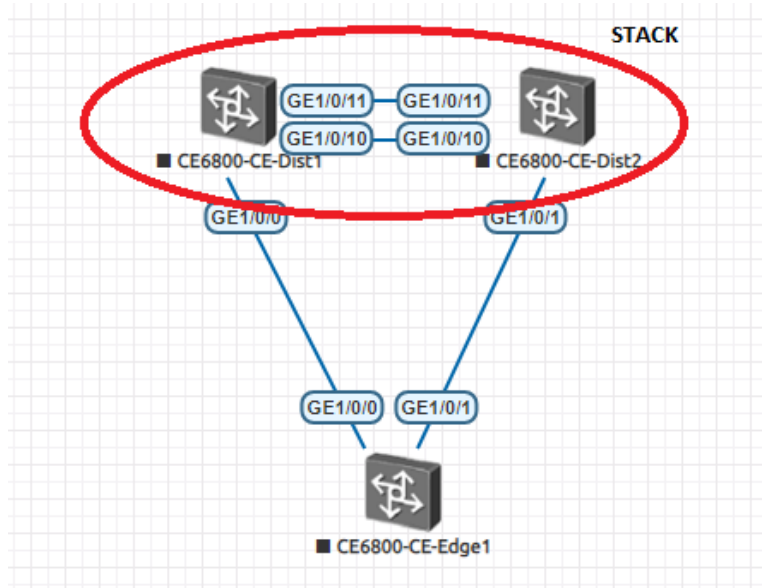 STACK
GE1/0/11 GE1/0/11
GE1/0/10 GE1/0/10
CE6800-CE-Dist1 CE6800-CE-Dist2
GE1/0/0 GE1/0/1
GE1/0/0 GE1/0/1
CE6800-CE-Edge1